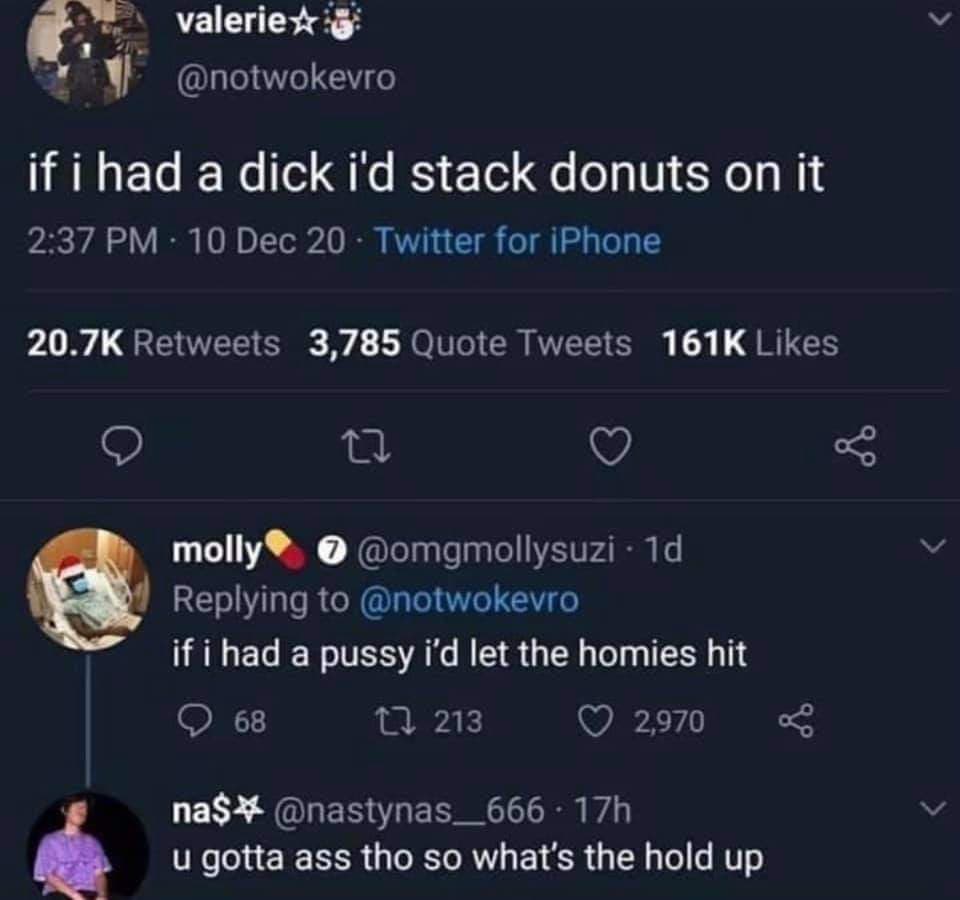 valerie☆☃️
@notwokevro
if i had a dick i'd stack donuts on it
2:37 PM · 10 Dec 20 · Twitter for iPhone
20.7K Retweets 3,785 Quote Tweets 161K Likes
molly💊 ❼ @omgmollysuzi · 1d
Replying to @notwokevro
if i had a pussy i'd let the homies hit
68 213 2,970
na$⛧ @nastynas__666 · 17h
u gotta ass tho so what's the hold up